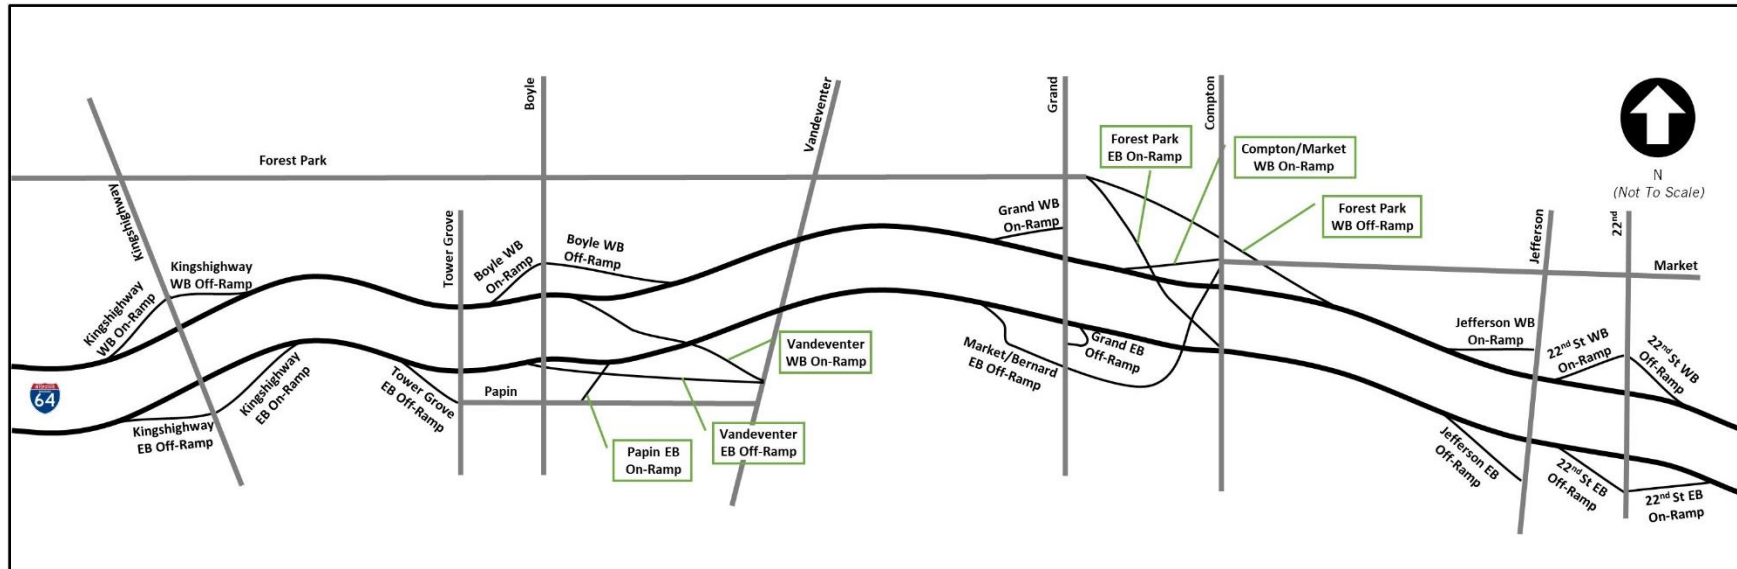 Boyle
Vandeventer
Grand
Compton
Forest Park
EB On-Ramp
Compton/Market
WB On-Ramp
Forest Park
WB Off-Ramp
N
(Not To Scale)
Forest Park
Kingshighway
Tower Grove
Jefferson
22nd
Market
Grand WB
On-Ramp
Boyle WB
On-Ramp
Boyle WB
Off-Ramp
Kingshighway
WB Off-Ramp
Kingshighway
WB On-Ramp
64
Kingshighway
EB Off-Ramp
Kingshighway
EB On-Ramp
Tower Grove
EB Off-Ramp
Papin
Papin EB
On-Ramp
Vandeventer
EB Off-Ramp
Vandeventer
WB On-Ramp
Market/Bernard
EB Off-Ramp
Grand EB
Off-Ramp
Jefferson WB
On-Ramp
22nd St WB
On-Ramp
22nd St WB
Off-Ramp
Jefferson EB
Off-Ramp
22nd St EB
Off-Ramp
22nd St EB
On-Ramp